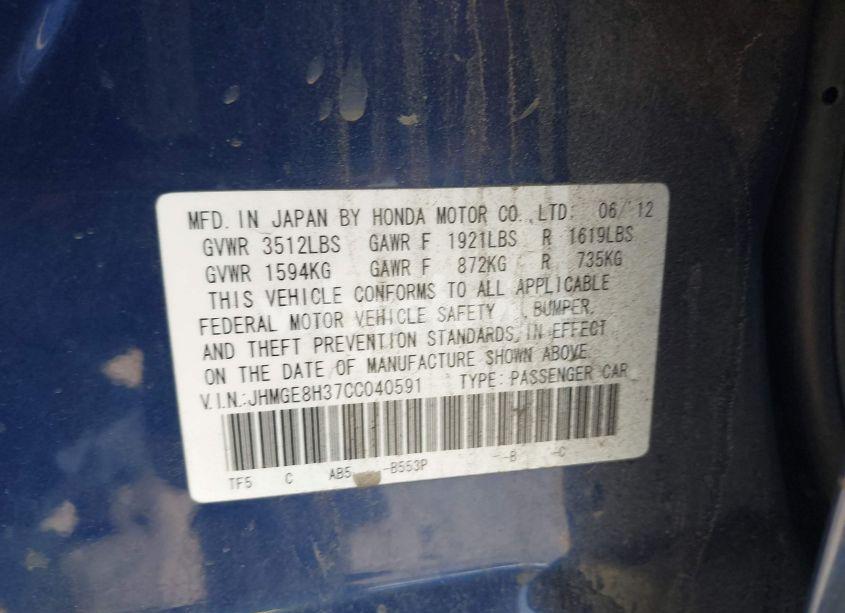 MFD. IN JAPAN BY HONDA MOTOR CO., LTD. 06/12
GVWR 3512LBS GAWR F 1921LBS R 1619LBS
GVWR 1594KG GAWR F 872KG R 735KG
THIS VEHICLE CONFORMS TO ALL APPLICABLE
FEDERAL MOTOR VEHICLE SAFETY , BUMPER,
AND THEFT PREVENTION STANDARDS, IN EFFECT
ON THE DATE OF MANUFACTURE SHOWN ABOVE.
V.I.N.:JHMGE8H37CC040591 TYPE: PASSENGER CAR
TF5 C AB5 -B553P - -B -C